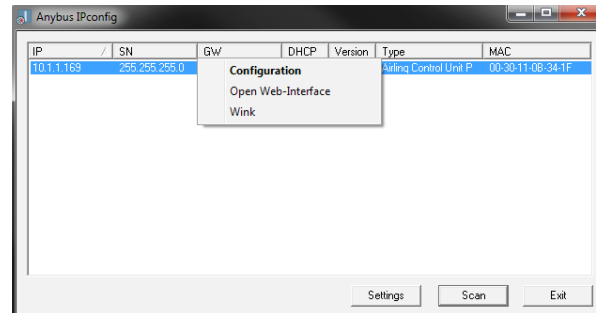 Anybus IPconfig
IP / SN GW DHCP Version Type MAC
10.1.1.169 255.255.255.0 Airling Control Unit P 00-30-11-0B-34-1F
Configuration
Open Web-Interface
Wink
Settings Scan Exit